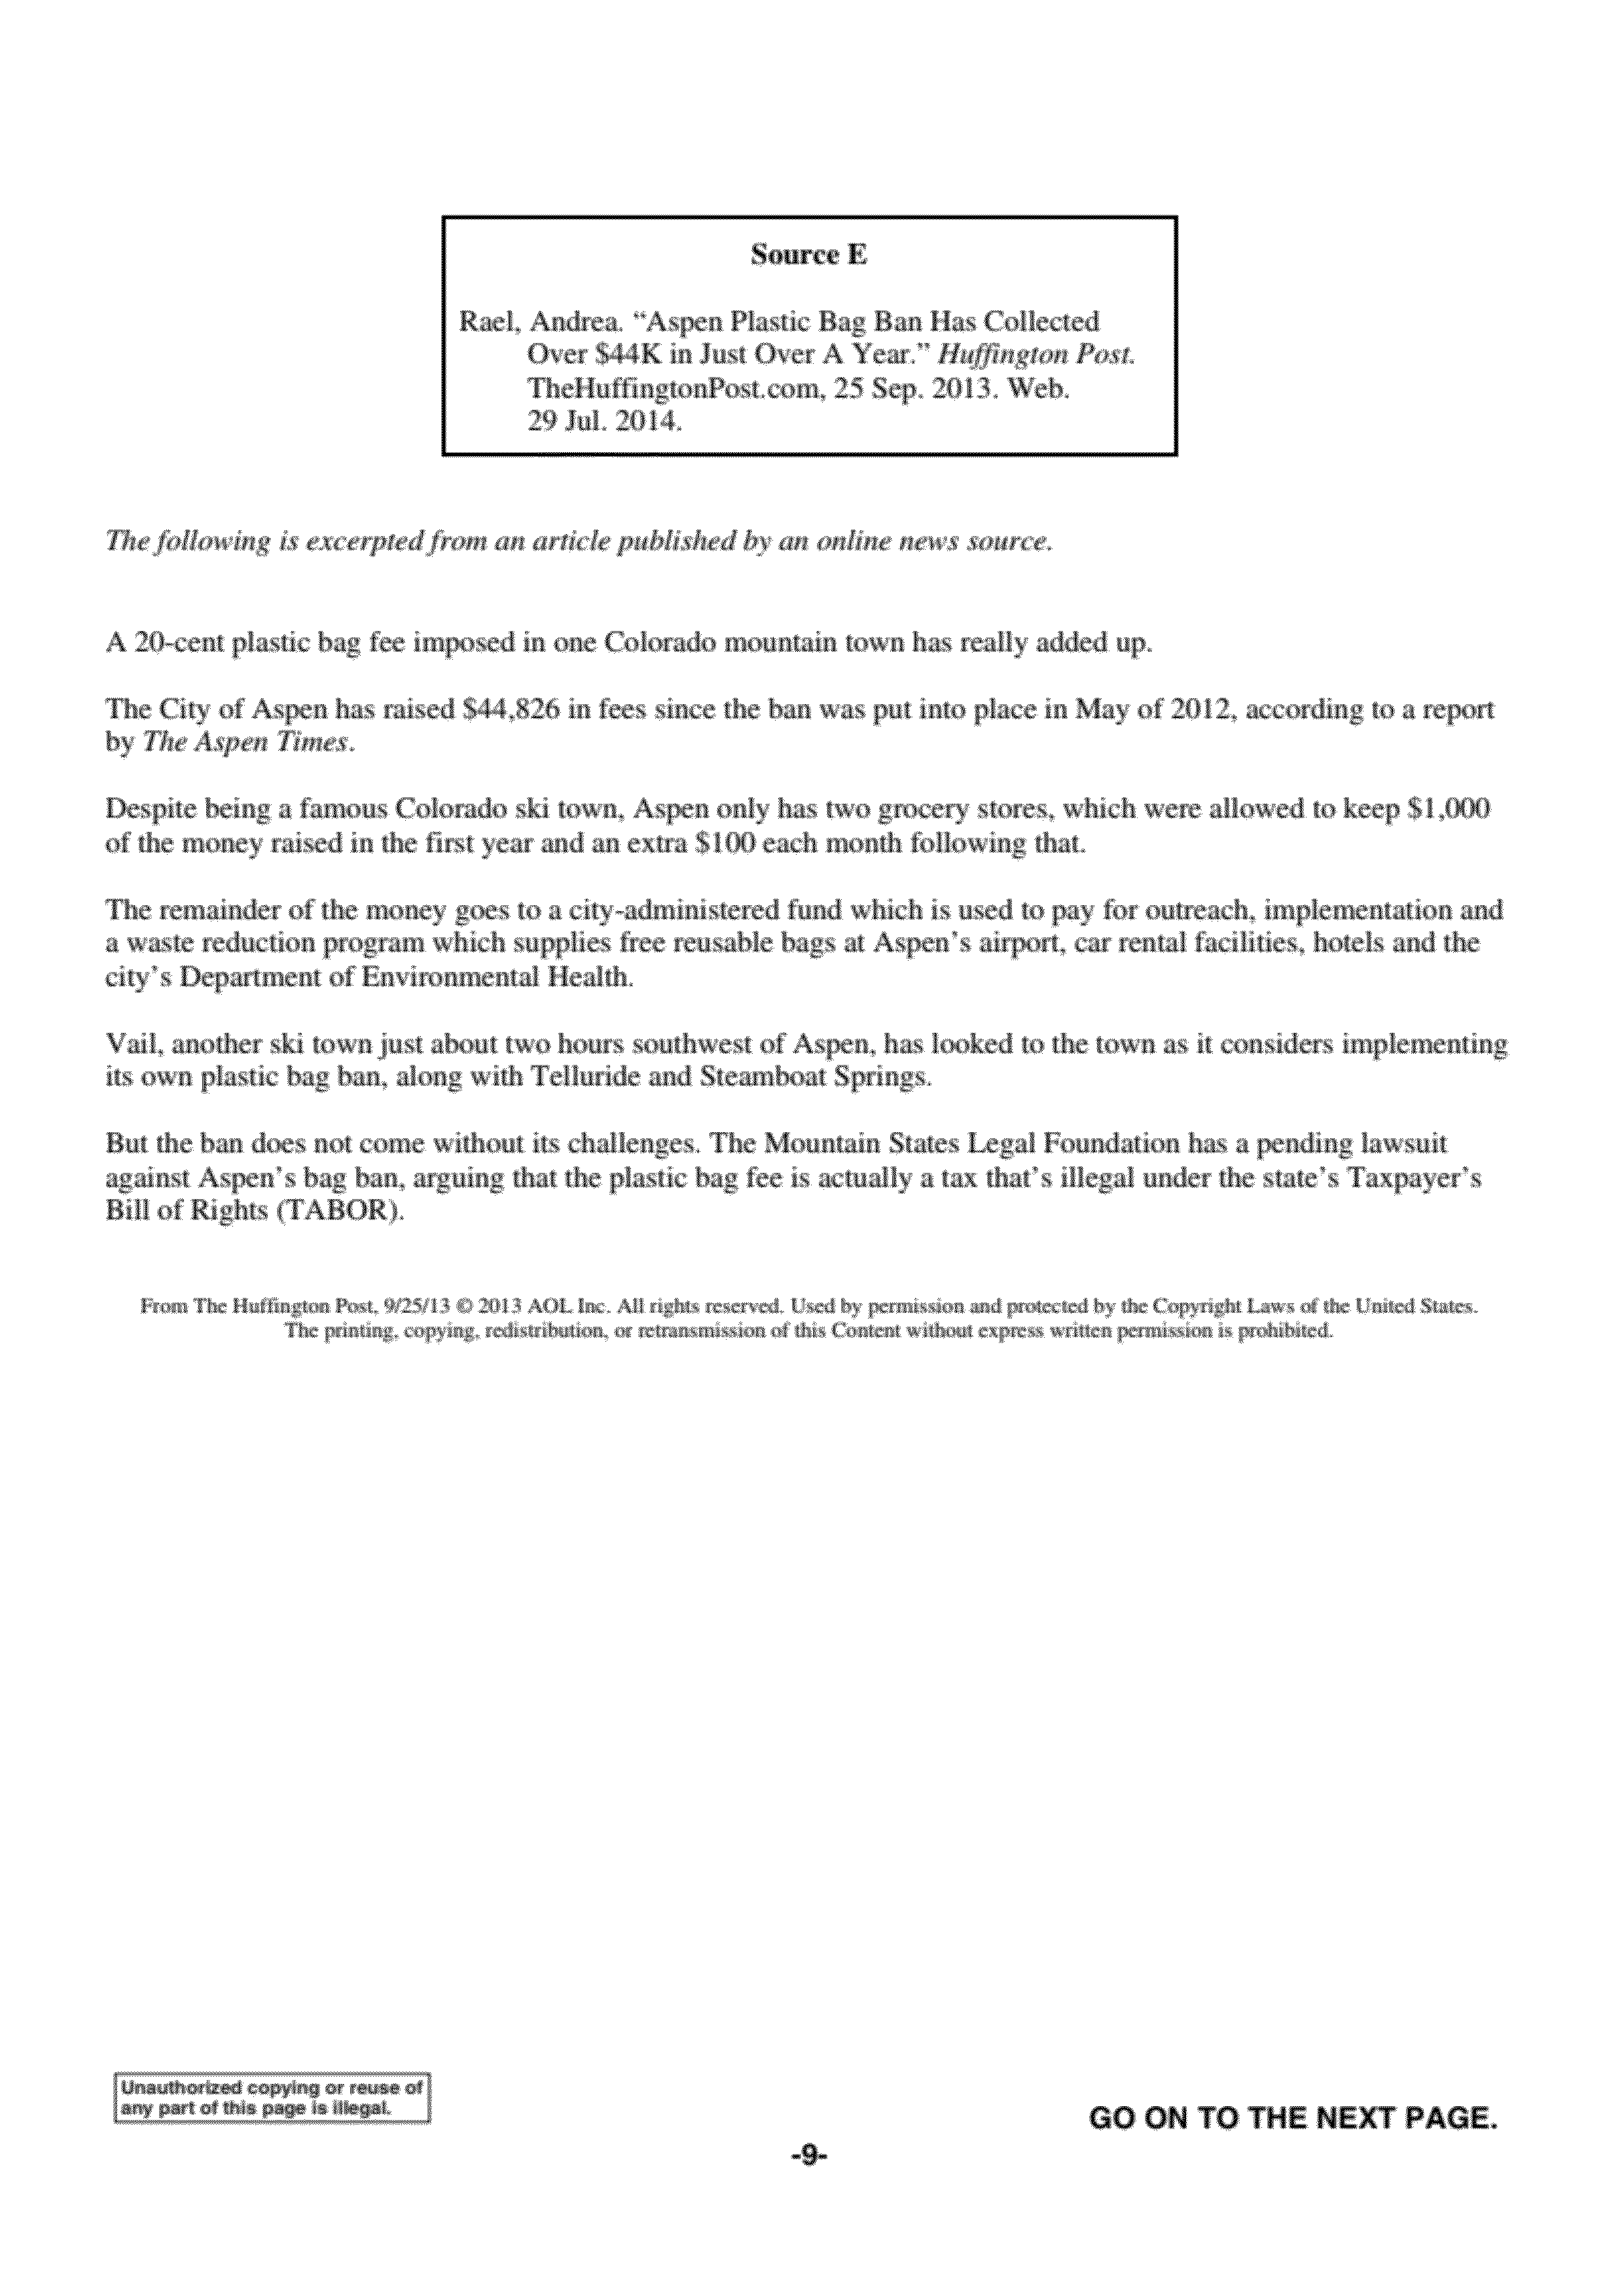 Source E
Rael, Andrea. “Aspen Plastic Bag Ban Has Collected
Over $44K in Just Over A Year.” Huffington Post.
TheHuffingtonPost.com, 25 Sep. 2013. Web.
29 Jul. 2014.
The following is excerpted from an article published by an online news source.
A 20-cent plastic bag fee imposed in one Colorado mountain town has really added up.
The City of Aspen has raised $44,826 in fees since the ban was put into place in May of 2012, according to a report
by The Aspen Times.
Despite being a famous Colorado ski town, Aspen only has two grocery stores, which were allowed to keep $1,000
of the money raised in the first year and an extra $100 each month following that.
The remainder of the money goes to a city-administered fund which is used to pay for outreach, implementation and
a waste reduction program which supplies free reusable bags at Aspen’s airport, car rental facilities, hotels and the
city’s Department of Environmental Health.
Vail, another ski town just about two hours southwest of Aspen, has looked to the town as it considers implementing
its own plastic bag ban, along with Telluride and Steamboat Springs.
But the ban does not come without its challenges. The Mountain States Legal Foundation has a pending lawsuit
against Aspen’s bag ban, arguing that the plastic bag fee is actually a tax that’s illegal under the state’s Taxpayer’s
Bill of Rights (TABOR).
From The Huffington Post, 9/25/13 © 2013 AOL Inc. All rights reserved. Used by permission and protected by the Copyright Laws of the United States.
The printing, copying, redistribution, or retransmission of this Content without express written permission is prohibited.
Unauthorized copying or reuse of
any part of this page is illegal.
GO ON TO THE NEXT PAGE.
-9-